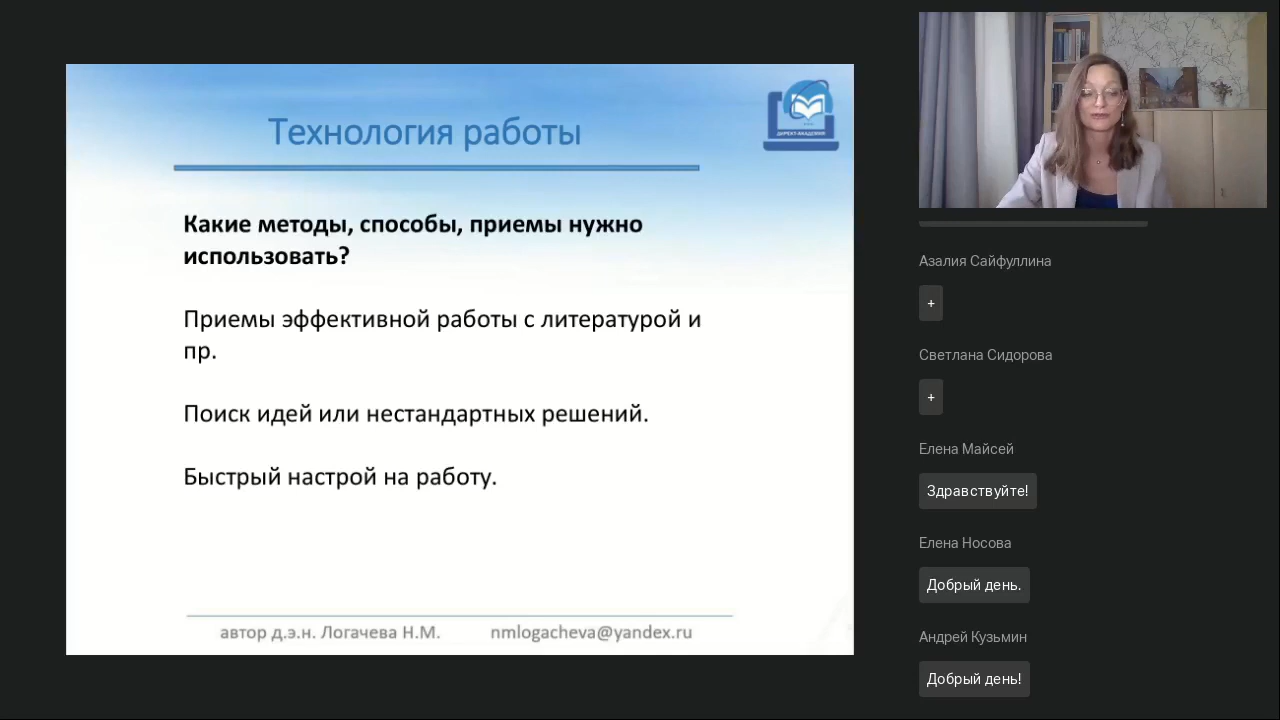 Технология работы
ДИРЕКТ-АКАДЕМИЯ
Какие методы, способы, приемы нужно
использовать?
Приемы эффективной работы с литературой и
пр.
Поиск идей или нестандартных решений.
Быстрый настрой на работу.
автор д.э.н. Логачева Н.М. nmlogacheva@yandex.ru
Азалия Сайфуллина
+
Светлана Сидорова
+
Елена Майсей
Здравствуйте!
Елена Носова
Добрый день.
Андрей Кузьмин
Добрый день!